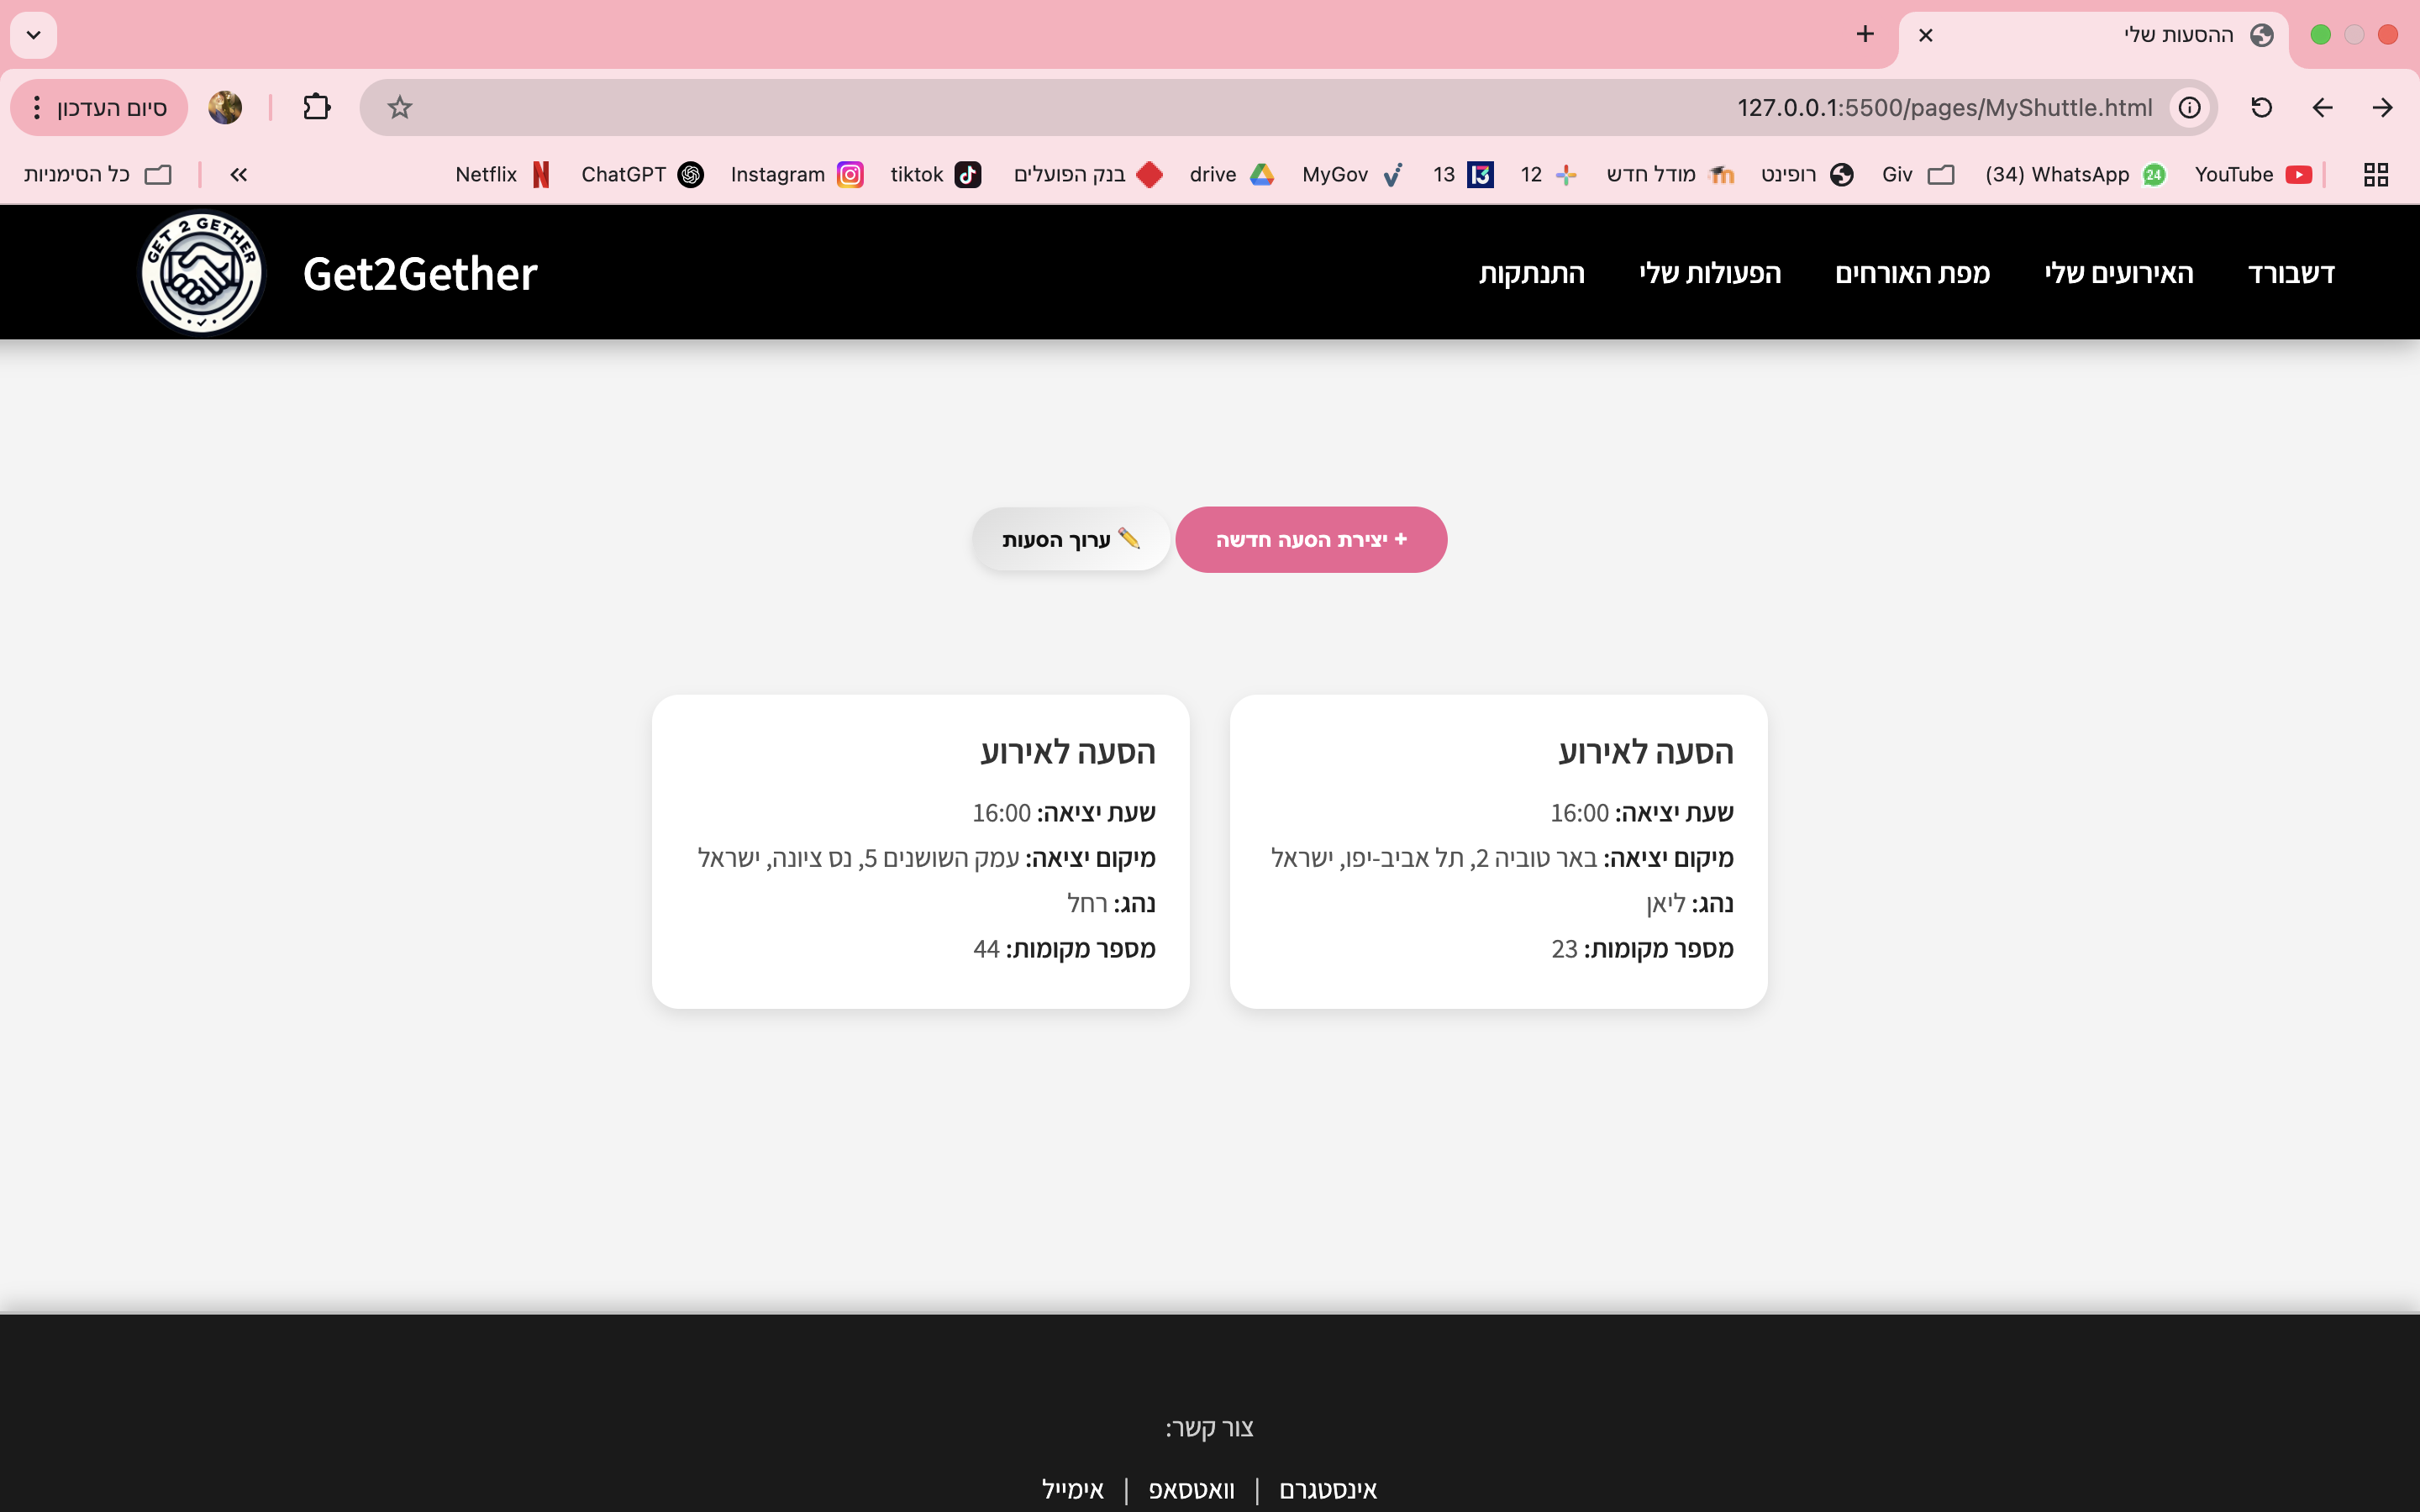 ההסעות שלי
127.0.0.1:5500/pages/MyShuttle.html
סיום העדכון
YouTube
(34) WhatsApp
24
Giv
רופינט
מודל חדש
12
13
MyGov
drive
בנק הפועלים
tiktok
Instagram
ChatGPT
Netflix
כל הסימניות
דשבורד
האירועים שלי
מפת האורחים
הפעולות שלי
התנתקות
Get2Gether
GET 2 GETHER
+ יצירת הסעה חדשה
✏️ ערוך הסעות
הסעה לאירוע
שעת יציאה: 16:00
מיקום יציאה: באר טוביה 2, תל אביב-יפו, ישראל
נהג: ליאן
מספר מקומות: 23
הסעה לאירוע
שעת יציאה: 16:00
מיקום יציאה: עמק השושנים 5, נס ציונה, ישראל
נהג: רחל
מספר מקומות: 44
צור קשר:
אינסטגרם | וואטסאפ | אימייל